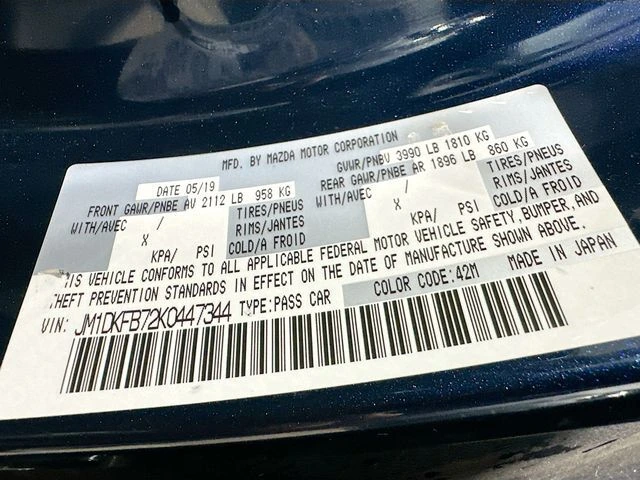 MFD. BY MAZDA MOTOR CORPORATION
DATE 05/19 GVWR/PNBV 3990 LB 1810 KG
FRONT GAWR/PNBE AV 2112 LB 958 KG REAR GAWR/PNBE AR 1896 LB 860 KG
WITH/AVEC / TIRES/PNEUS WITH/AVEC / TIRES/PNEUS
X RIMS/JANTES X RIMS/JANTES
KPA/ PSI COLD/A FROID KPA/ PSI COLD/A FROID
THIS VEHICLE CONFORMS TO ALL APPLICABLE FEDERAL MOTOR VEHICLE SAFETY,BUMPER,AND
THEFT PREVENTION STANDARDS IN EFFECT ON THE DATE OF MANUFACTURE SHOWN ABOVE.
VIN: JM1DKFB72K0447344 TYPE:PASS CAR COLOR CODE:42M MADE IN JAPAN